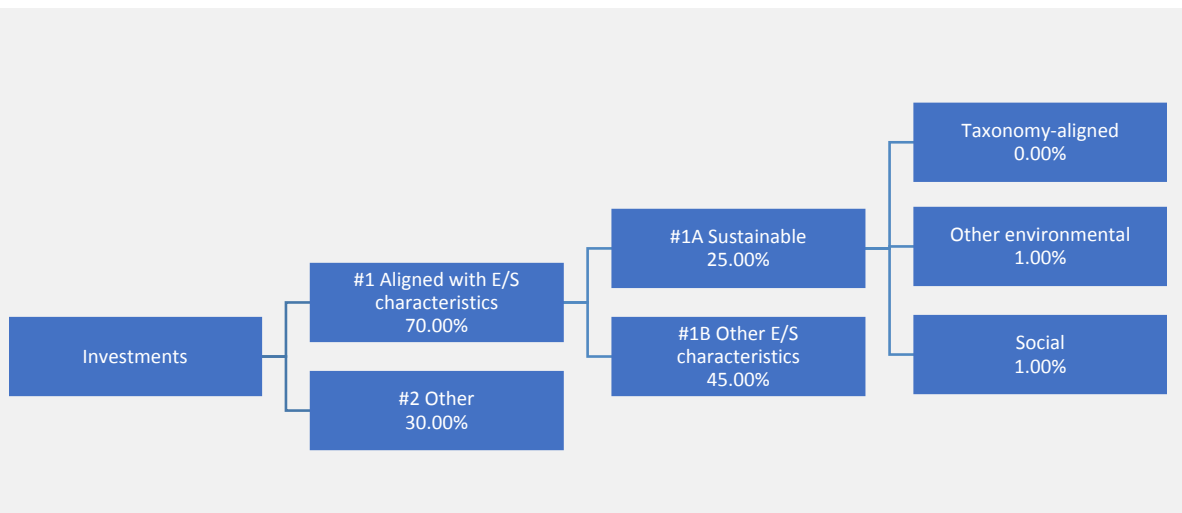 Investments
#1 Aligned with E/S
characteristics
70.00%
#2 Other
30.00%
#1A Sustainable
25.00%
#1B Other E/S
characteristics
45.00%
Taxonomy-aligned
0.00%
Other environmental
1.00%
Social
1.00%